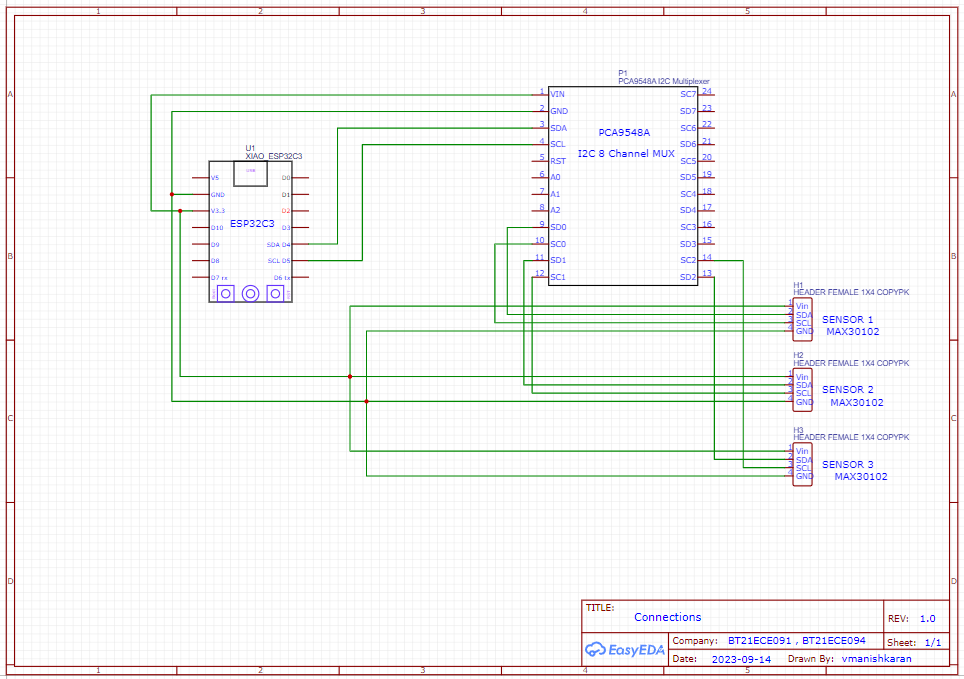 1 2 3 4 5
A A
B B
C C
D D
P1
PCA9548A I2C Multiplexer
1 VIN SC7 24
2 GND SD7 23
3 SDA SC6 22
4 SCL SD6 21
5 RST SC5 20
6 A0 SD5 19
7 A1 SC4 18
8 A2 SD4 17
9 SD0 SC3 16
10 SC0 SD3 15
11 SD1 SC2 14
12 SC1 SD2 13
PCA9548A
I2C 8 Channel MUX
U1
XIAO_ESP32C3
USB
V5 D0
GND D1
V3.3 D2
D10 D3
D9 SDA D4
D8 SCL D5
D7 rx D6 tx
ESP32C3
H1
HEADER FEMALE 1X4 COPYPK
1 Vin
2 SDA
3 SCL
4 GND
SENSOR 1
MAX30102
H2
HEADER FEMALE 1X4 COPYPK
1 Vin
2 SDA
3 SCL
4 GND
SENSOR 2
MAX30102
H3
HEADER FEMALE 1X4 COPYPK
1 Vin
2 SDA
3 SCL
4 GND
SENSOR 3
MAX30102
TITLE:
Connections
REV: 1.0
EasyEDA
Company: BT21ECE091 , BT21ECE094
Sheet: 1/1
Date: 2023-09-14 Drawn By: vmanishkaran
1 2 3 4 5